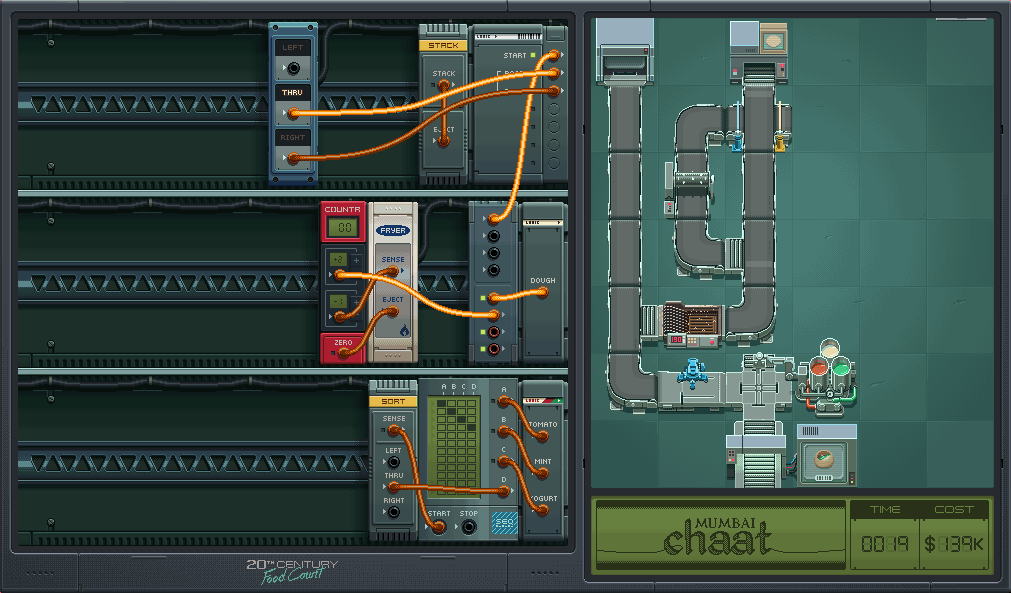 LEFT
THRU
RIGHT
STACK
STACK
EJECT
LOGIC
START
COUNTR
00
+2
-1
ZERO
FRYER
SENSE
EJECT
LOGIC
DOUGH
SORT
SENSE
LEFT
THRU
RIGHT
A B C D
A
B
C
D
START STOP
SEQ
LOGIC
TOMATO
MINT
YOGURT
190
20TH CENTURY
Food Court
MUMBAI
chaat
TIME COST
0019 $139K